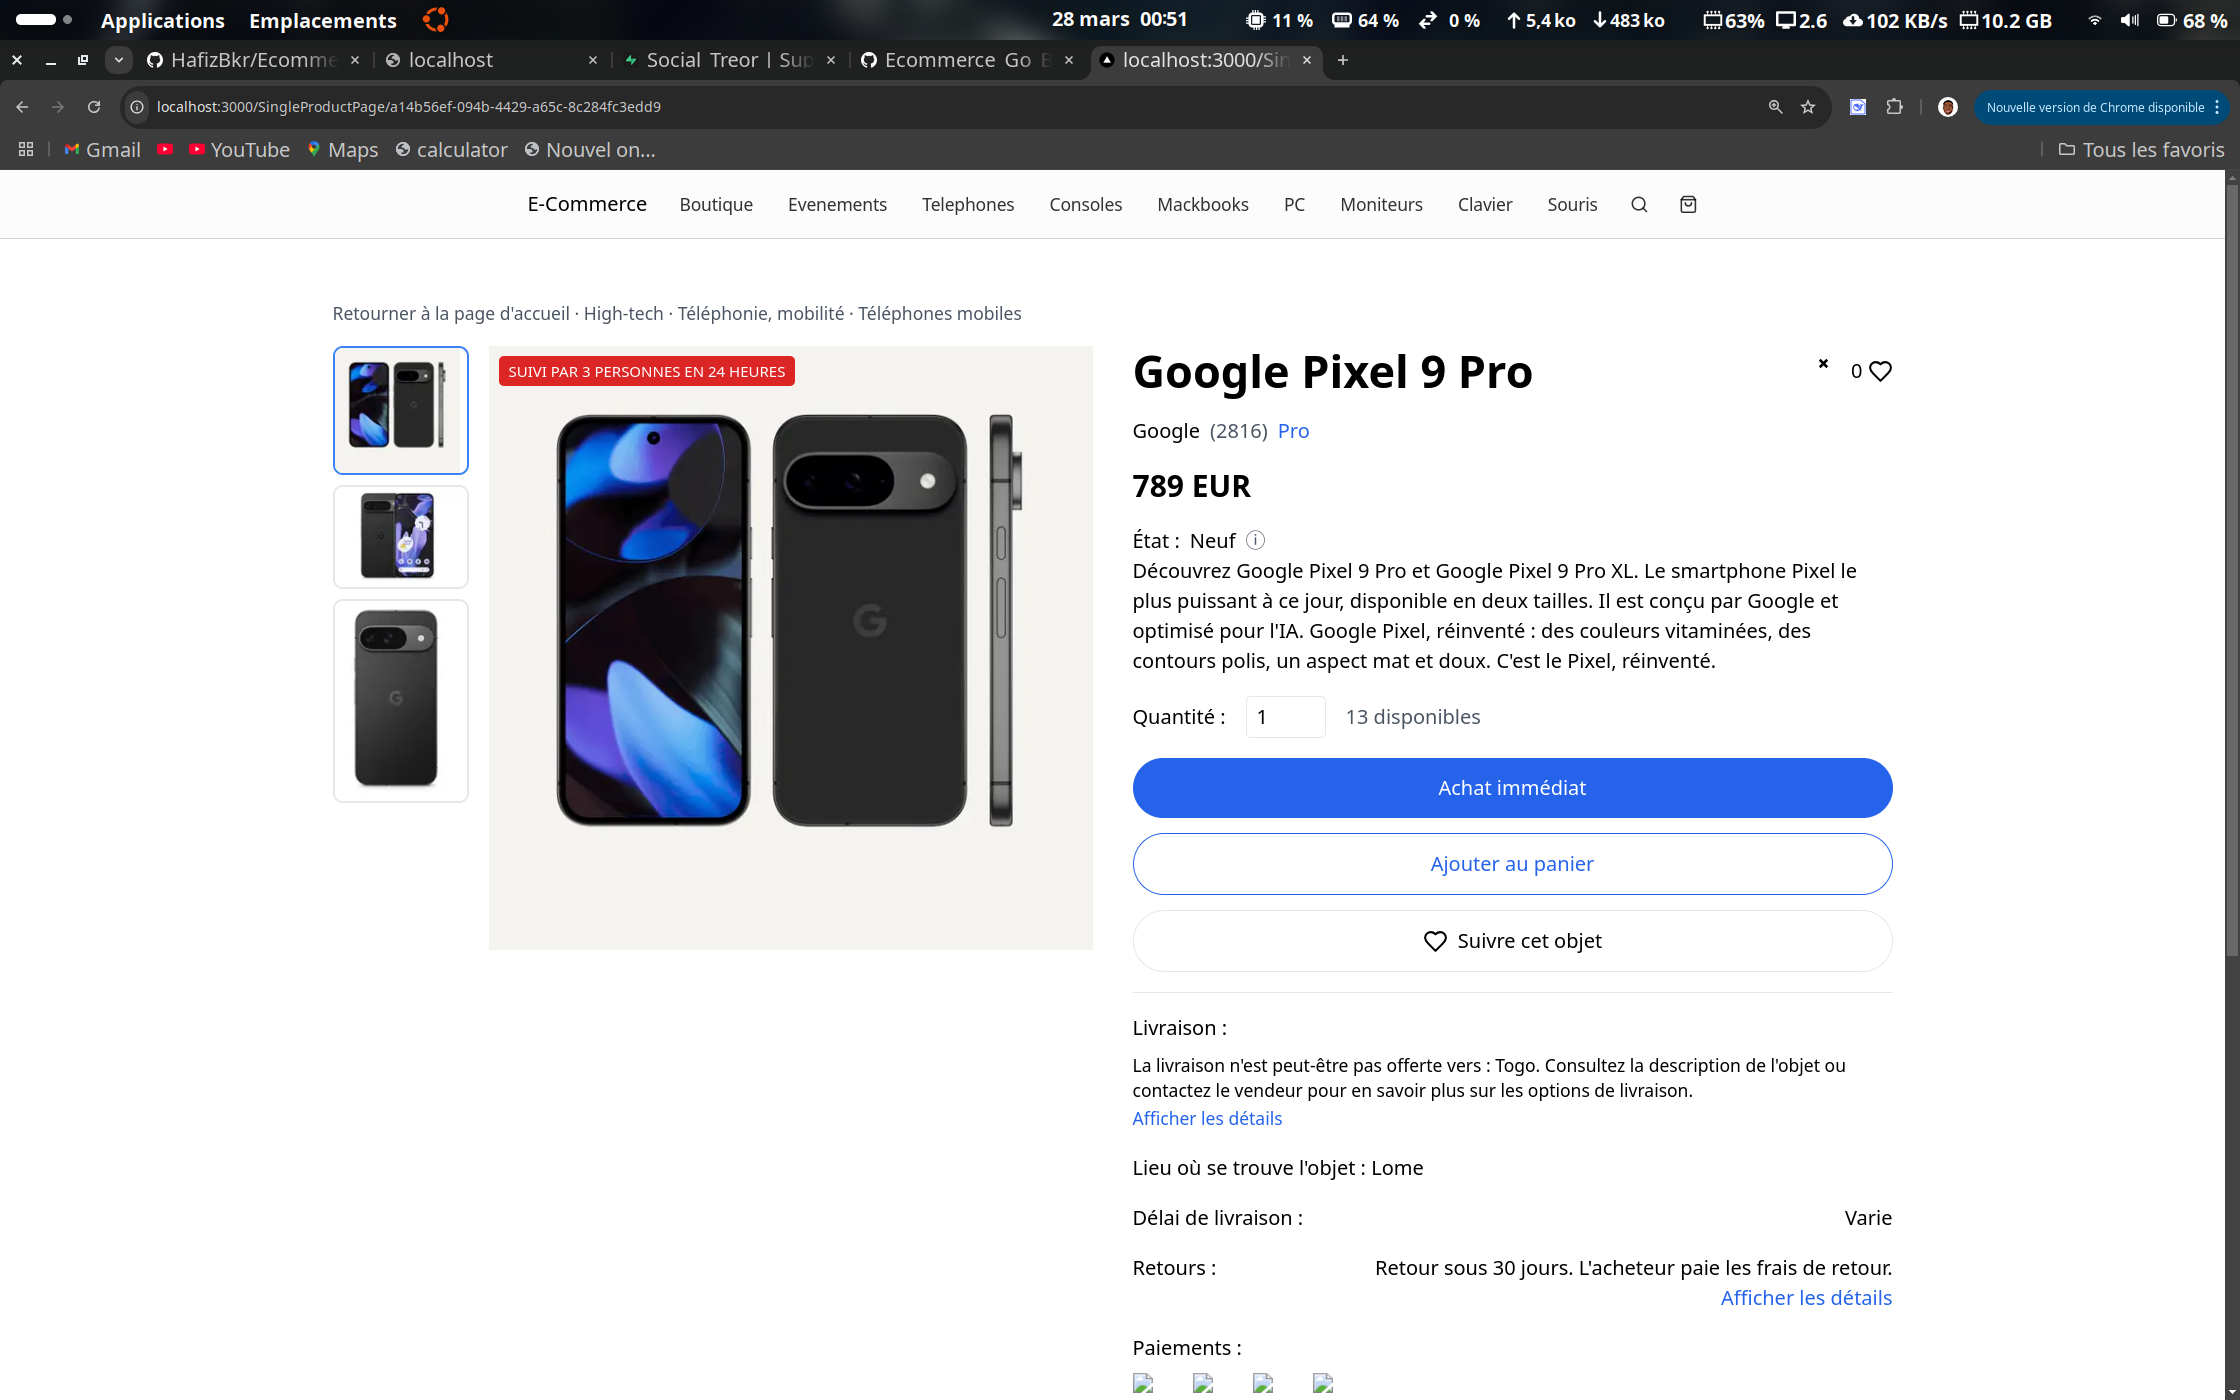 Applications Emplacements 28 mars 00:51 11 % 64 % 0 % 5,4 ko 483 ko 63% 2.6 102 KB/s 10.2 GB 68 %
HafizBkr/Ecomme localhost Social Treor | Sup Ecommerce Go B localhost:3000/Sin
localhost:3000/SingleProductPage/a14b56ef-094b-4429-a65c-8c284fc3edd9 Nouvelle version de Chrome disponible
Gmail YouTube Maps calculator Nouvel on... Tous les favoris
E-Commerce Boutique Evenements Telephones Consoles Mackbooks PC Moniteurs Clavier Souris
Retourner à la page d'accueil · High-tech · Téléphonie, mobilité · Téléphones mobiles
SUIVI PAR 3 PERSONNES EN 24 HEURES
Google Pixel 9 Pro
0
Google (2816) Pro
789 EUR
État : Neuf
Découvrez Google Pixel 9 Pro et Google Pixel 9 Pro XL. Le smartphone Pixel le
plus puissant à ce jour, disponible en deux tailles. Il est conçu par Google et
optimisé pour l'IA. Google Pixel, réinventé : des couleurs vitaminées, des
contours polis, un aspect mat et doux. C'est le Pixel, réinventé.
Quantité : 1 13 disponibles
Achat immédiat
Ajouter au panier
Suivre cet objet
Livraison :
La livraison n'est peut-être pas offerte vers : Togo. Consultez la description de l'objet ou
contactez le vendeur pour en savoir plus sur les options de livraison.
Afficher les détails
Lieu où se trouve l'objet : Lome
Délai de livraison : Varie
Retours : Retour sous 30 jours. L'acheteur paie les frais de retour.
Afficher les détails
Paiements :